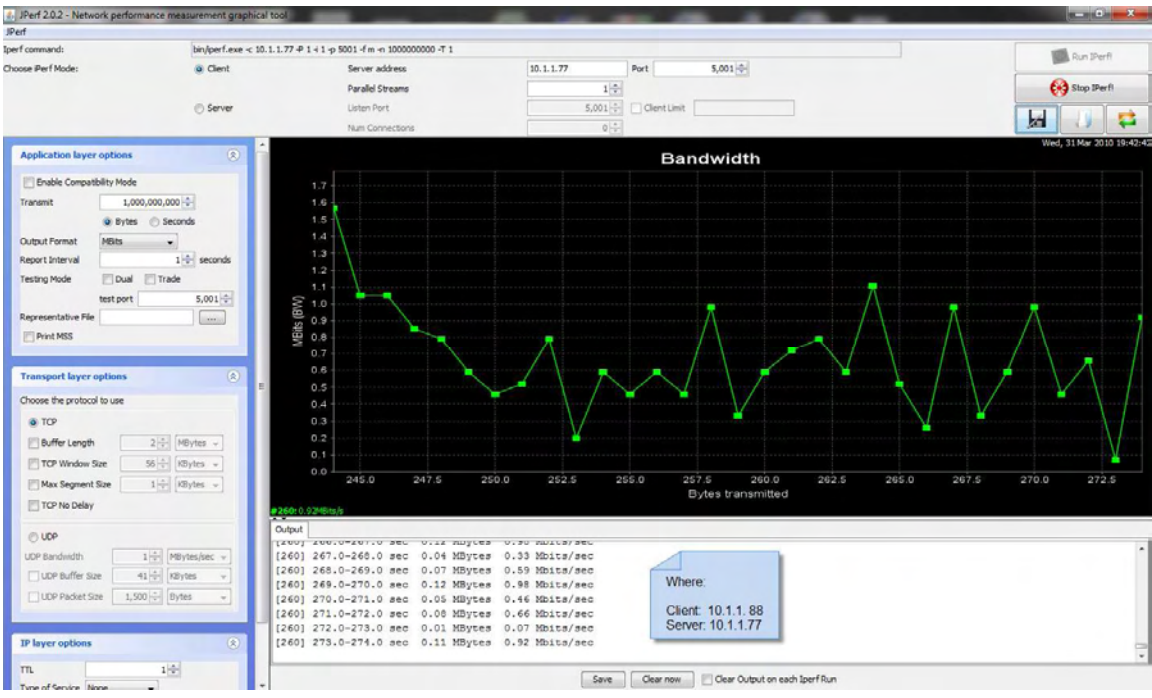 JPerf 2.0.2 - Network performance measurement graphical tool
JPerf
Iperf command: bin/iperf.exe -c 10.1.1.77 -P 1 -i 1 -p 5001 -f m -n 1000000000 -T 1
Choose iPerf Mode: Client Server address 10.1.1.77 Port 5,001
Parallel Streams 1
Server Listen Port 5,001 Client Limit
Num Connections 0
Run IPerf!
Stop IPerf!
Application layer options
Enable Compatibility Mode
Transmit 1,000,000,000
Bytes Seconds
Output Format MBits
Report Interval 1 seconds
Testing Mode Dual Trade
test port 5,001
Representative File ...
Print MSS
Transport layer options
Choose the protocol to use
TCP
Buffer Length 2 MBytes
TCP Window Size 56 KBytes
Max Segment Size 1 KBytes
TCP No Delay
UDP
UDP Bandwidth 1 MBytes/sec
UDP Buffer Size 41 KBytes
UDP Packet Size 1,500 Bytes
IP layer options
TTL 1
Type of Service None
Wed, 31 Mar 2010 19:42:42
Bandwidth
MBits (BW)
1.7
1.6
1.5
1.4
1.3
1.2
1.1
1.0
0.9
0.8
0.7
0.6
0.5
0.4
0.3
0.2
0.1
0.0
245.0 247.5 250.0 252.5 255.0 257.5 260.0 262.5 265.0 267.5 270.0 272.5
Bytes transmitted
#260: 0.92MBits/s
Output
[260] 266.0-267.0 sec 0.12 MBytes 0.98 Mbits/sec
[260] 267.0-268.0 sec 0.04 MBytes 0.33 Mbits/sec
[260] 268.0-269.0 sec 0.07 MBytes 0.59 Mbits/sec
[260] 269.0-270.0 sec 0.12 MBytes 0.98 Mbits/sec
[260] 270.0-271.0 sec 0.05 MBytes 0.46 Mbits/sec
[260] 271.0-272.0 sec 0.08 MBytes 0.66 Mbits/sec
[260] 272.0-273.0 sec 0.01 MBytes 0.07 Mbits/sec
[260] 273.0-274.0 sec 0.11 MBytes 0.92 Mbits/sec
Where:
Client: 10.1.1. 88
Server: 10.1.1.77
Save Clear now Clear Output on each Iperf Run